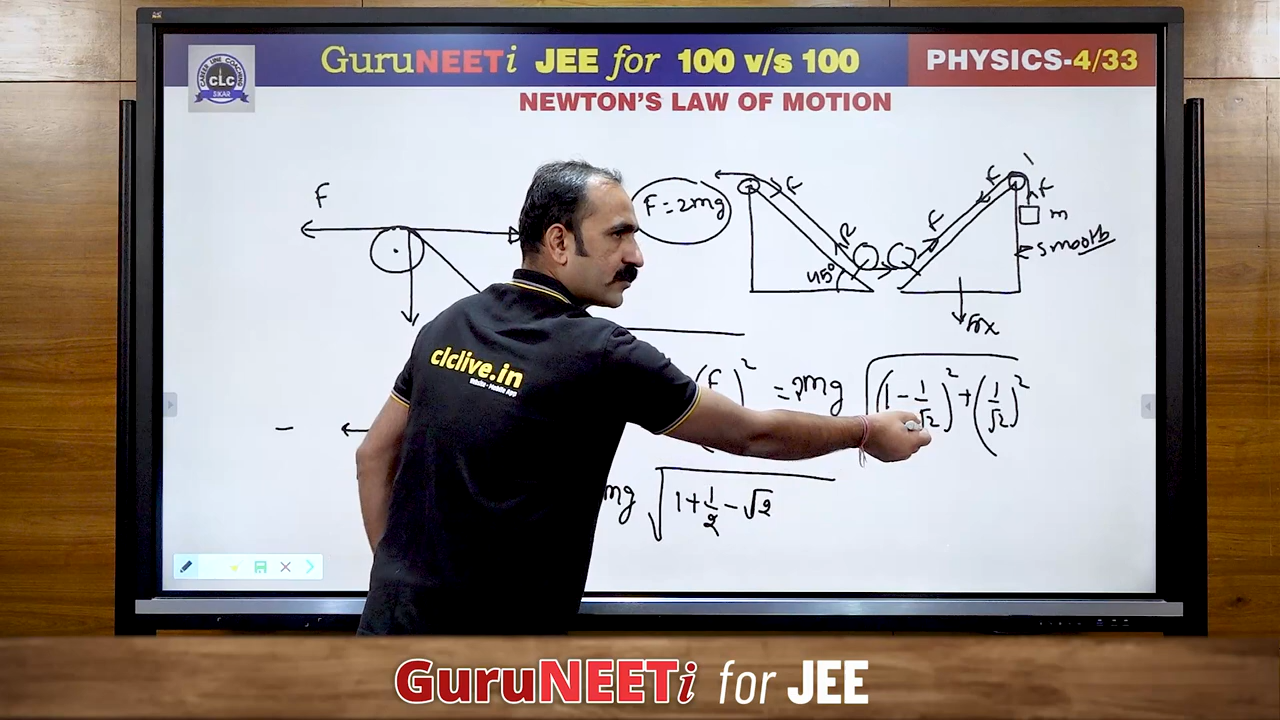 GuruNEETi JEE for 100 v/s 100
PHYSICS-4/33
CLC
SIKAR
NEWTON'S LAW OF MOTION
F
F = 2mg
F
F
F
F
m
smooth
45°
(F )² = 2mg √((1 - 1/√2)² + (1/√2)²)
mg √(1 + 1/2 - √2)
clclive.in
GuruNEETi for JEE